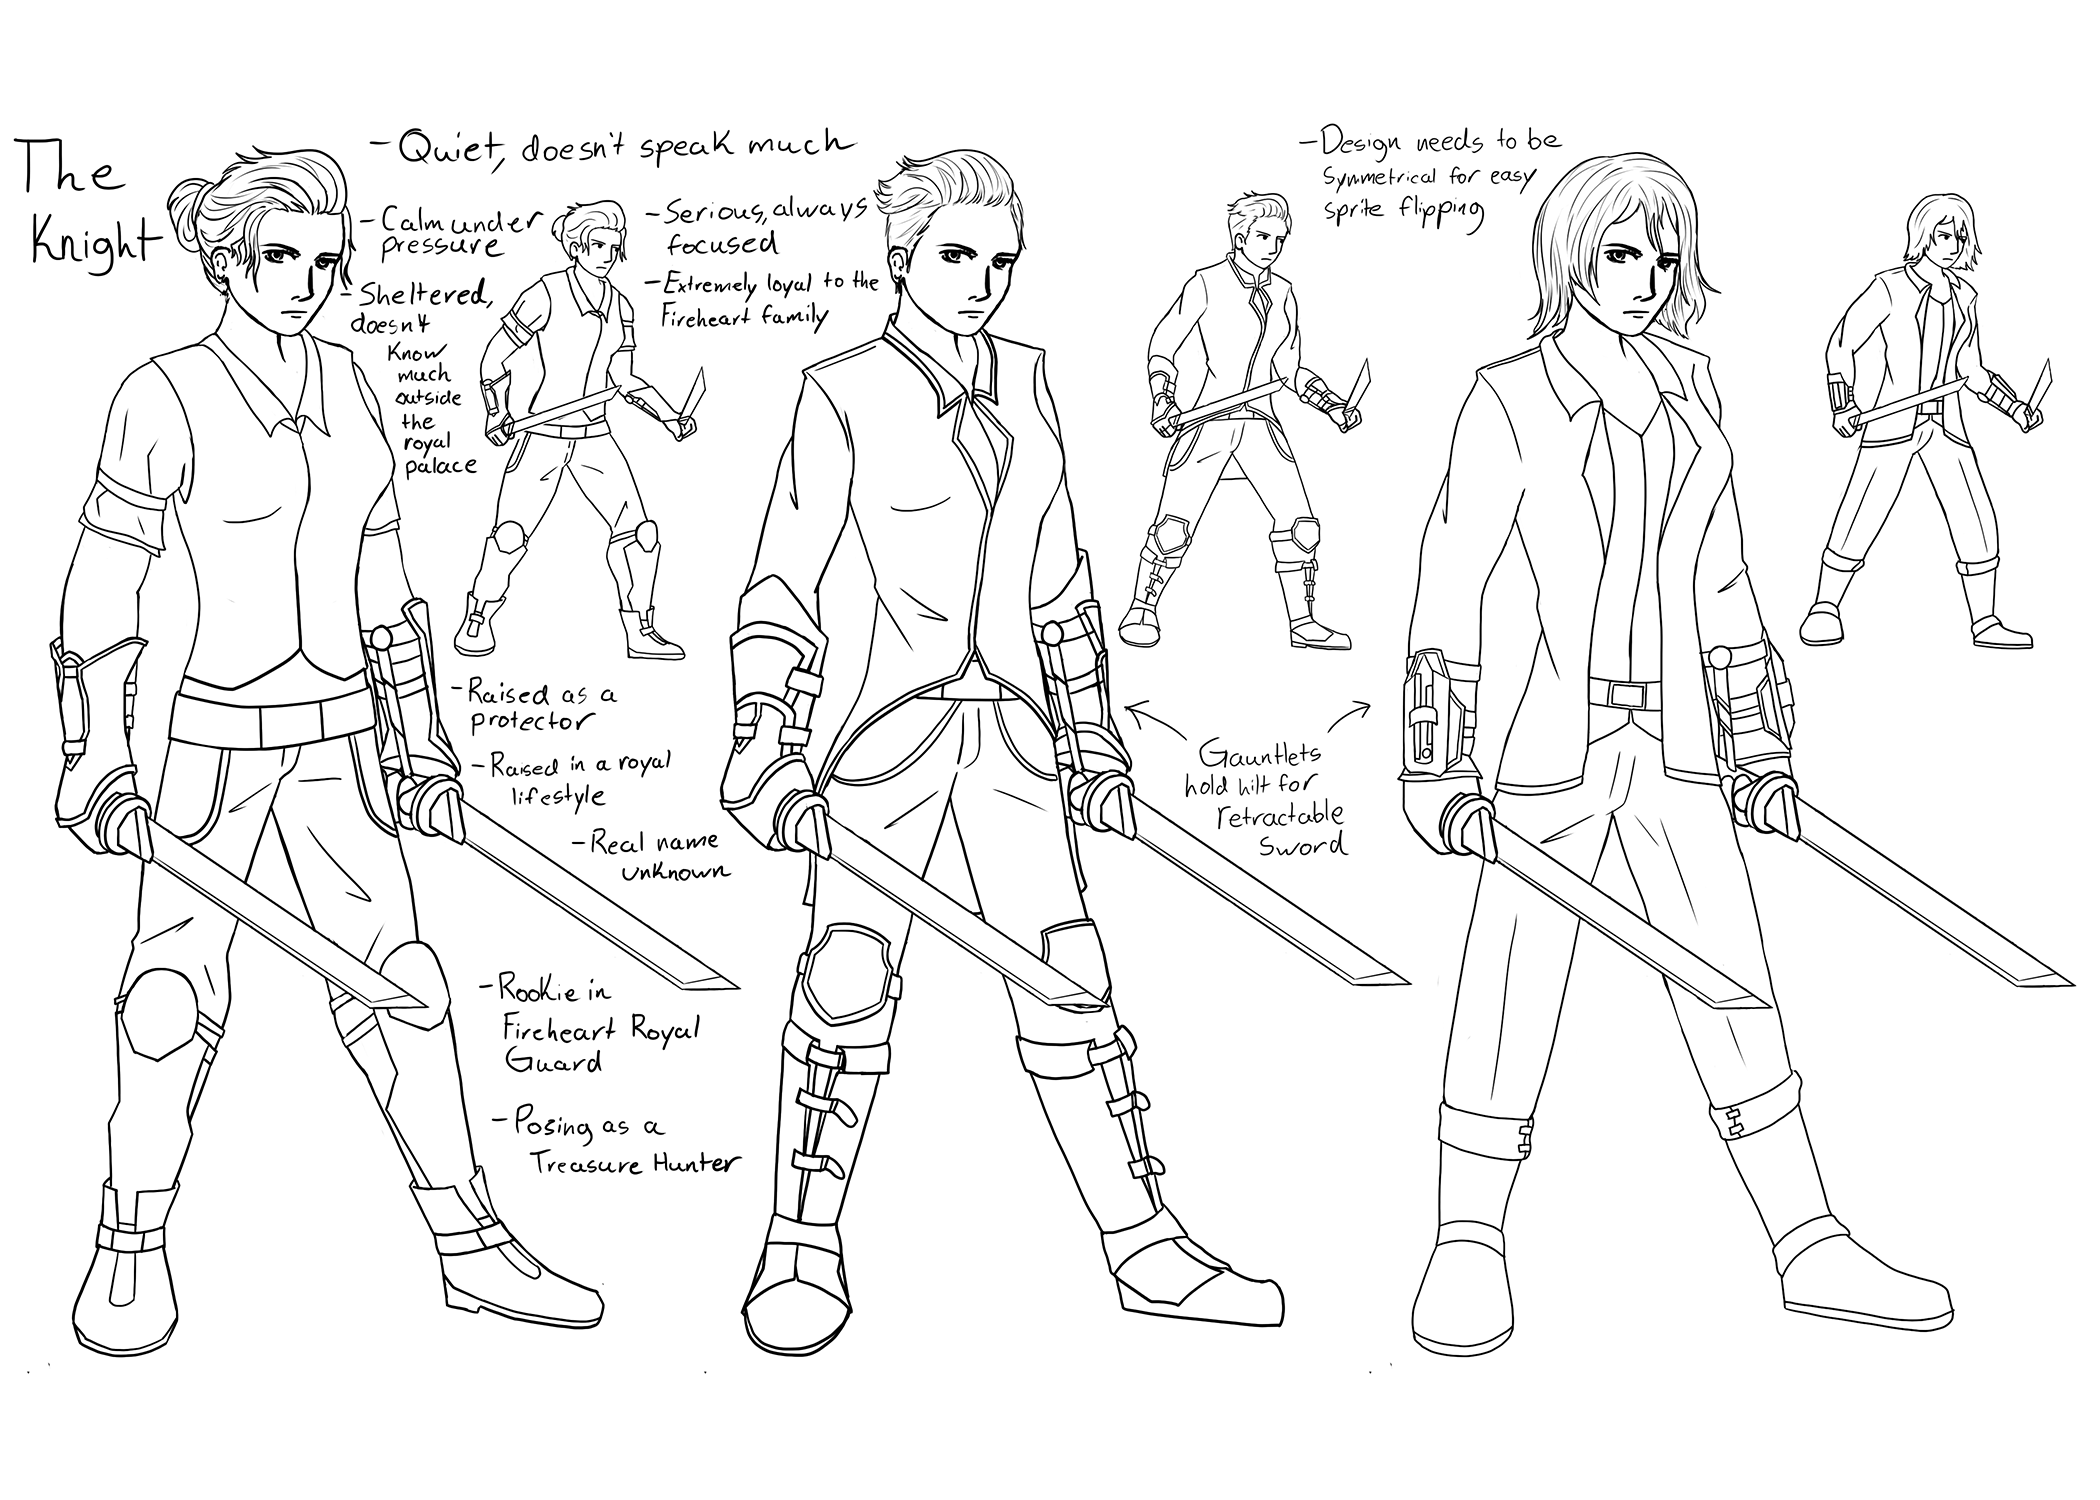 The
Knight
- Quiet, doesn't speak much
- Calm under
pressure
- Sheltered,
doesn't
know
much
outside
the
royal
palace
- Serious, always
focused
- Extremely loyal to the
Fireheart family
- Design needs to be
symmetrical for easy
sprite flipping
- Raised as a
protector
- Raised in a royal
lifestyle
- Real name
unknown
- Rookie in
Fireheart Royal
Guard
- Posing as a
Treasure Hunter
Gauntlets
hold hilt for
retractable
sword